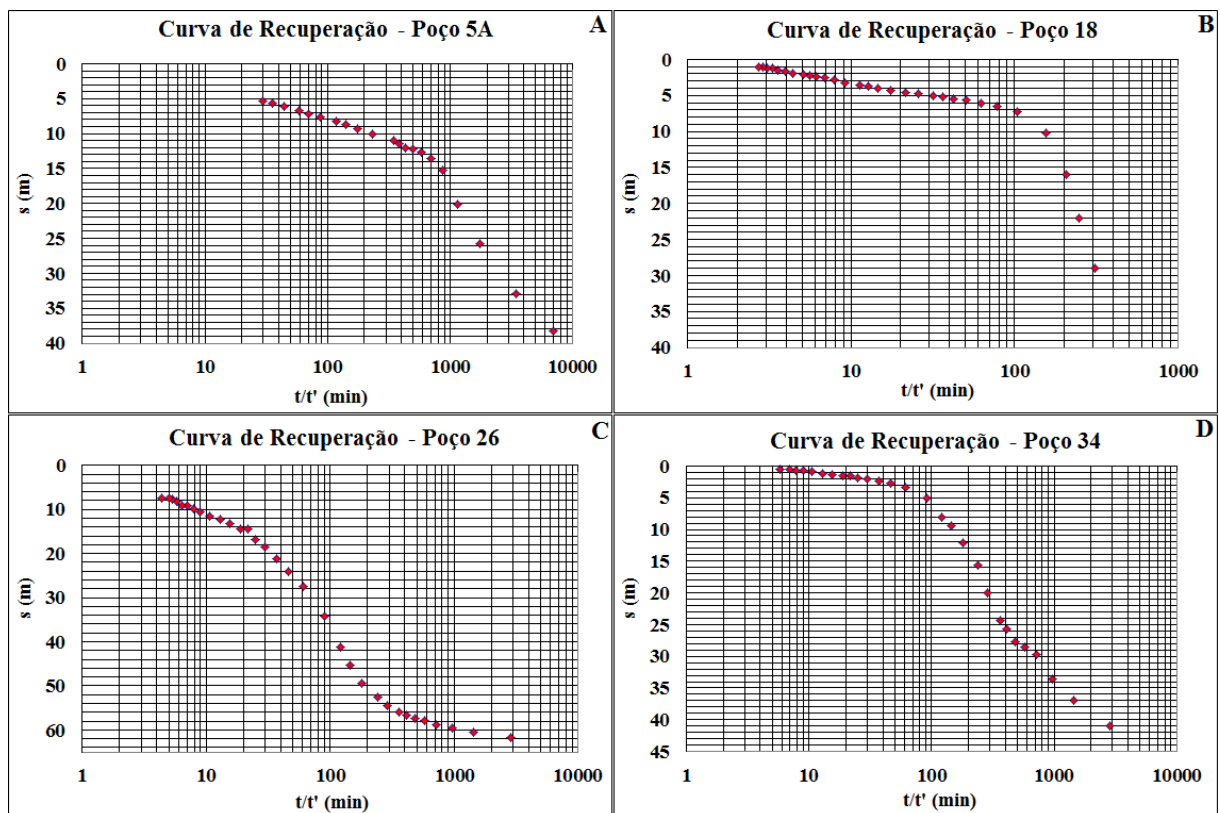 Curva de Recuperação - Poço 5A
A
0
5
10
15
20
25
30
35
40
s (m)
1 10 100 1000 10000
t/t' (min)
Curva de Recuperação - Poço 18
B
0
5
10
15
20
25
30
35
40
s (m)
1 10 100 1000
t/t' (min)
Curva de Recuperação - Poço 26
C
0
10
20
30
40
50
60
s (m)
1 10 100 1000 10000
t/t' (min)
Curva de Recuperação - Poço 34
D
0
5
10
15
20
25
30
35
40
45
s (m)
1 10 100 1000 10000
t/t' (min)